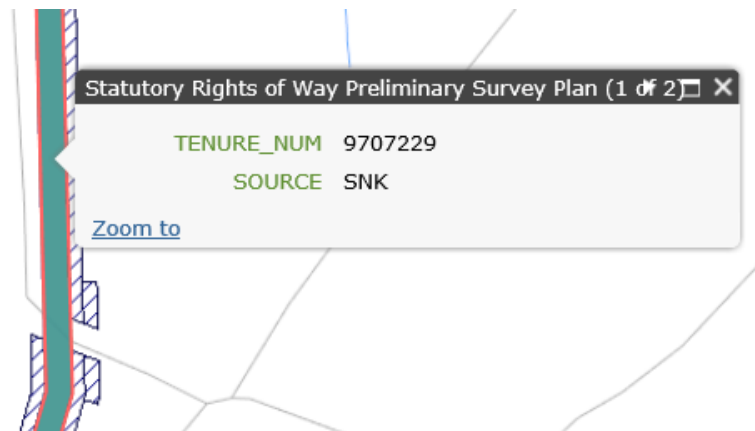 Statutory Rights of Way Preliminary Survey Plan (1 of 2)
TENURE_NUM 9707229
SOURCE SNK
Zoom to